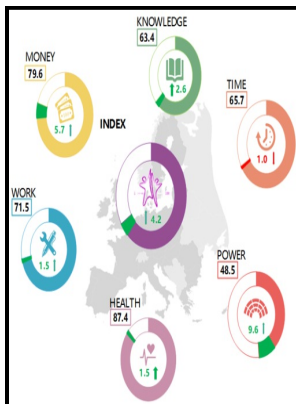 KNOWLEDGE
63.4
2.6
MONEY
79.6
5.7
TIME
65.7
1.0
INDEX
4.2
WORK
71.5
1.5
POWER
48.5
9.6
HEALTH
87.4
1.5